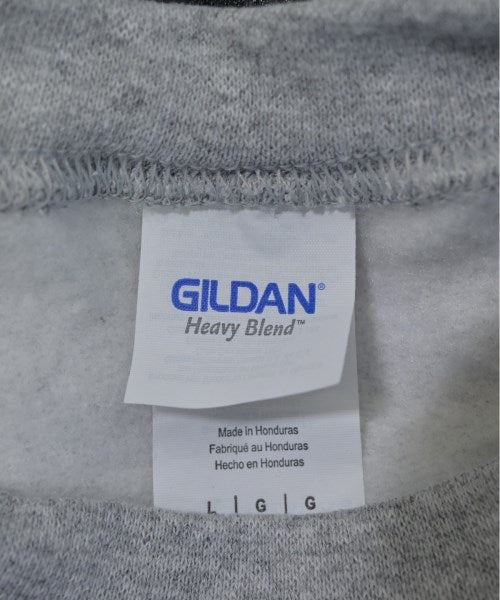 GILDAN®
Heavy Blend™
Made in Honduras
Fabriqué au Honduras
Hecho en Honduras
L | G | G